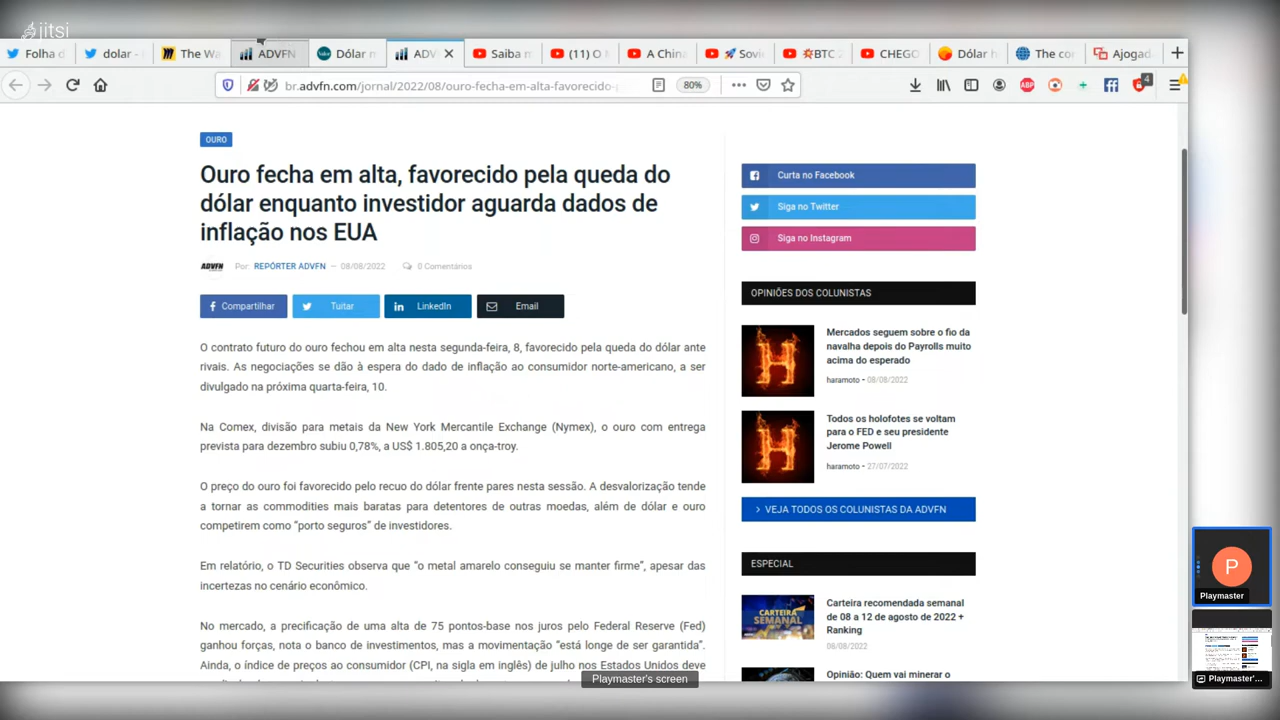 jitsi
Folha d
dolar -
The Wa
ADVFN
Dólar m
ADV
Saiba m
(11) O M
A China
Sovi
BTC
CHEGO
Dólar h
The co
Ajogad
br.advfn.com/jornal/2022/08/ouro-fecha-em-alta-favorecido-
80%
ABP
4
OURO
Ouro fecha em alta, favorecido pela queda do
dólar enquanto investidor aguarda dados de
inflação nos EUA
ADVFN Por: REPÓRTER ADVFN — 08/08/2022 0 Comentários
Compartilhar
Tuitar
LinkedIn
Email
O contrato futuro do ouro fechou em alta nesta segunda-feira, 8, favorecido pela queda do dólar ante
rivais. As negociações se dão à espera do dado de inflação ao consumidor norte-americano, a ser
divulgado na próxima quarta-feira, 10.
Na Comex, divisão para metais da New York Mercantile Exchange (Nymex), o ouro com entrega
prevista para dezembro subiu 0,78%, a US$ 1.805,20 a onça-troy.
O preço do ouro foi favorecido pelo recuo do dólar frente pares nesta sessão. A desvalorização tende
a tornar as commodities mais baratas para detentores de outras moedas, além de dólar e ouro
competirem como “porto seguros” de investidores.
Em relatório, o TD Securities observa que “o metal amarelo conseguiu se manter firme”, apesar das
incertezas no cenário econômico.
No mercado, a precificação de uma alta de 75 pontos-base nos juros pelo Federal Reserve (Fed)
ganhou forças, nota o banco de investimentos, mas a movimentação “está longe de ser garantida”.
Ainda, o índice de preços ao consumidor (CPI, na sigla em inglês) julho nos Estados Unidos deve
Curta no Facebook
Siga no Twitter
Siga no Instagram
OPINIÕES DOS COLUNISTAS
Mercados seguem sobre o fio da
navalha depois do Payrolls muito
acima do esperado
haramoto - 08/08/2022
Todos os holofotes se voltam
para o FED e seu presidente
Jerome Powell
haramoto - 27/07/2022
> VEJA TODOS OS COLUNISTAS DA ADVFN
ESPECIAL
CARTEIRA
SEMANAL
Carteira recomendada semanal
de 08 a 12 de agosto de 2022 +
Ranking
06/08/2022
Opinião: Quem vai minerar o
P
Playmaster
Playmaster'...
Playmaster's screen